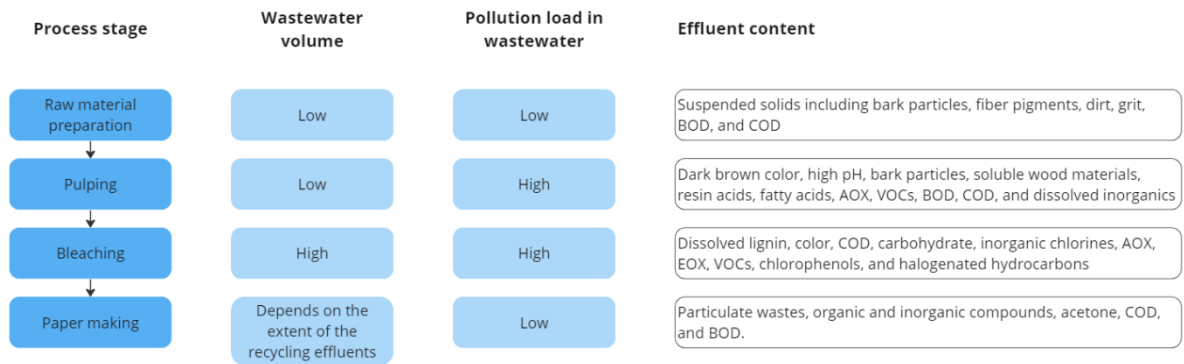 Process stage
Wastewater
volume
Pollution load in
wastewater
Effluent content
Raw material
preparation
Low
Low
Suspended solids including bark particles, fiber pigments, dirt, grit,
BOD, and COD
Pulping
Low
High
Dark brown color, high pH, bark particles, soluble wood materials,
resin acids, fatty acids, AOX, VOCs, BOD, COD, and dissolved inorganics
Bleaching
High
High
Dissolved lignin, color, COD, carbohydrate, inorganic chlorines, AOX,
EOX, VOCs, chlorophenols, and halogenated hydrocarbons
Paper making
Depends on the
extent of the
recycling effluents
Low
Particulate wastes, organic and inorganic compounds, acetone, COD,
and BOD.